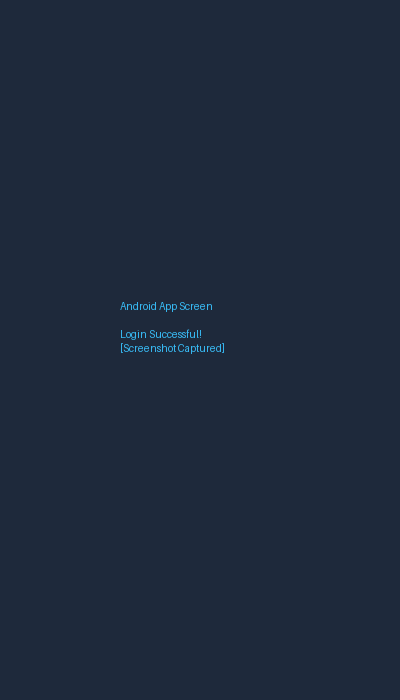 Android App Screen
Login Successful!
[Screenshot Captured]